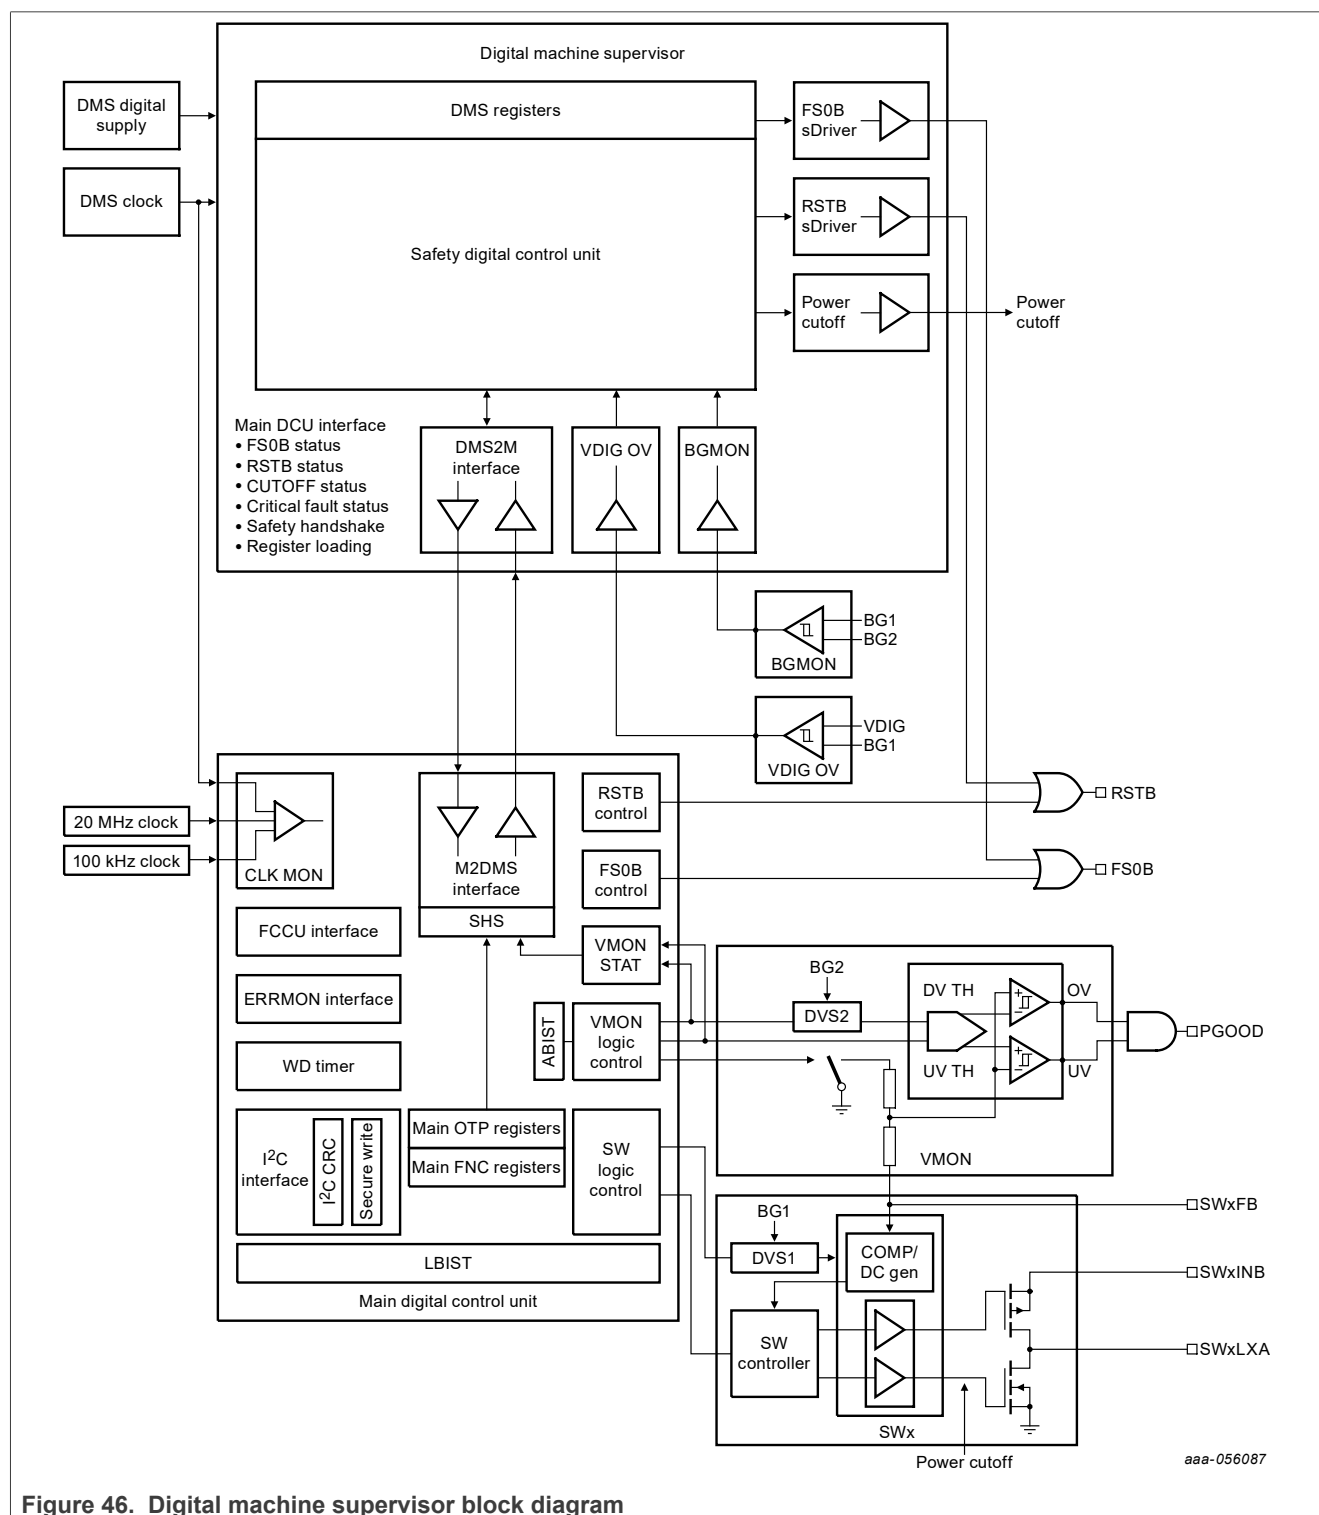 Digital machine supervisor
DMS digital
supply
DMS clock
DMS registers
Safety digital control unit
FS0B
sDriver
RSTB
sDriver
Power
cutoff
Power
cutoff
Main DCU interface
• FS0B status
• RSTB status
• CUTOFF status
• Critical fault status
• Safety handshake
• Register loading
DMS2M
interface
VDIG OV
BGMON
BG1
BG2
BGMON
VDIG
BG1
VDIG OV
20 MHz clock
100 kHz clock
CLK MON
M2DMS
interface
SHS
RSTB
control
FS0B
control
VMON
STAT
RSTB
FS0B
FCCU interface
ERRMON interface
WD timer
ABIST
VMON
logic
control
BG2
DVS2
DV TH
UV TH
+
−
+
−
OV
UV
PGOOD
VMON
I2C
interface
I2C CRC
Secure write
Main OTP registers
Main FNC registers
SW
logic
control
LBIST
Main digital control unit
BG1
DVS1
COMP/
DC gen
SW
controller
SWx
Power cutoff
SWxFB
SWxINB
SWxLXA
aaa-056087
Figure 46. Digital machine supervisor block diagram